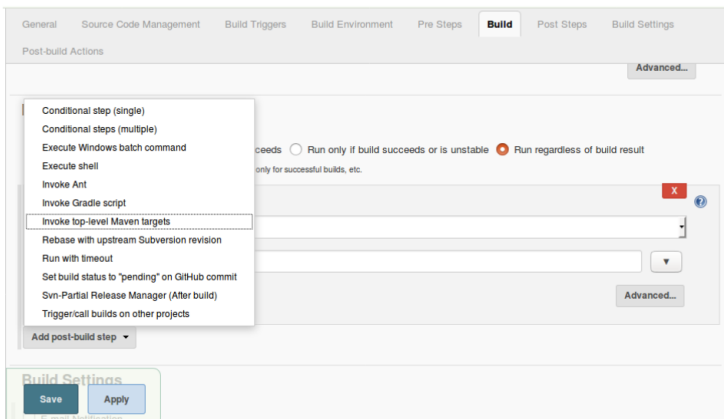 General Source Code Management Build Triggers Build Environment Pre Steps Build Post Steps Build Settings
Post-build Actions
Advanced...
Conditional step (single)
Conditional steps (multiple)
Execute Windows batch command
ceeds Run only if build succeeds or is unstable Run regardless of build result
Execute shell
only for successful builds, etc.
Invoke Ant
X
Invoke Gradle script
Invoke top-level Maven targets
Rebase with upstream Subversion revision
Run with timeout
Set build status to "pending" on GitHub commit
Svn-Partial Release Manager (After build)
Advanced...
Trigger/call builds on other projects
Add post-build step
Build Settings
Save Apply
E-mail Notification